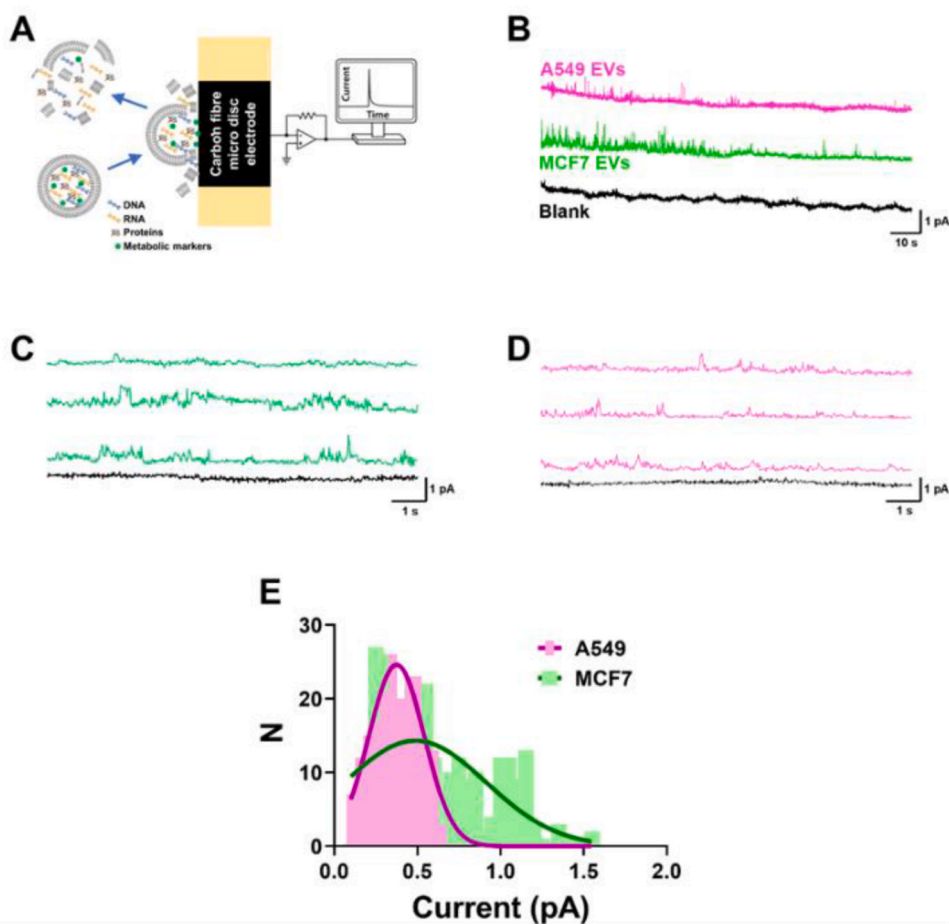 A
Carboh fibre
micro disc
electrode
Current
Time
DNA
RNA
Proteins
Metabolic markers
B
A549 EVs
MCF7 EVs
Blank
1 pA
10 s
C
1 pA
1 s
D
1 pA
1 s
E
30
20
10
0
N
A549
MCF7
0.0 0.5 1.0 1.5 2.0
Current (pA)